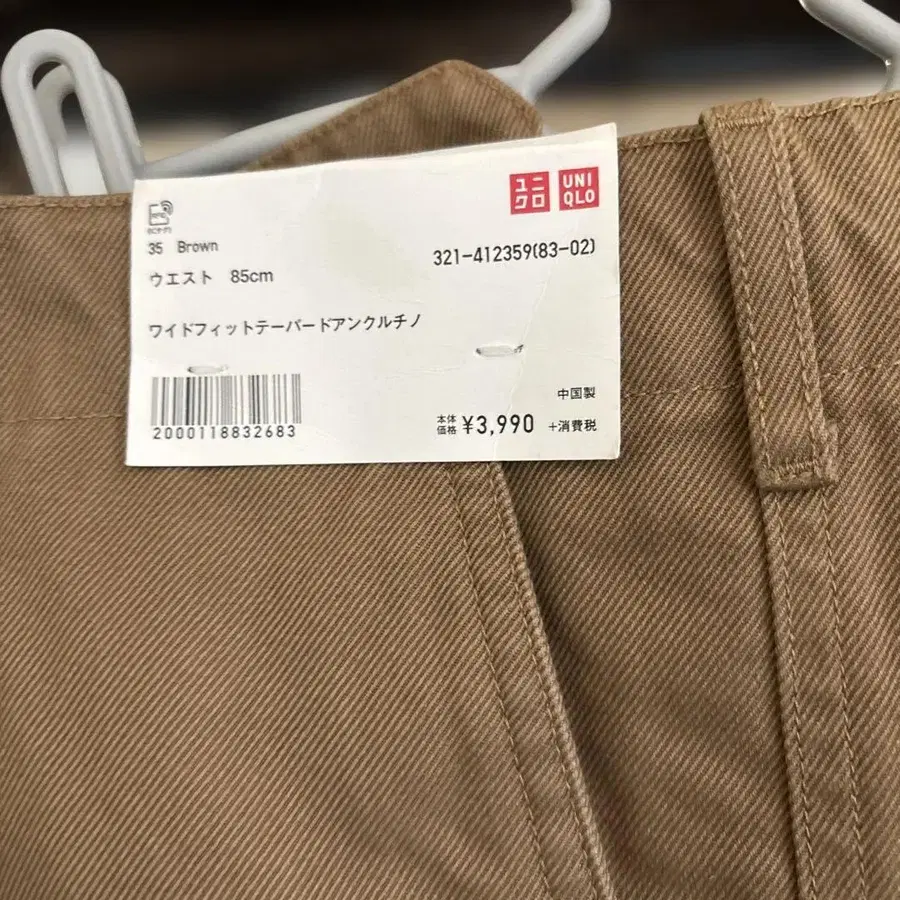 ユニ
クロ
UNI
QLO
35 Brown
321-412359(83-02)
ウエスト 85cm
ワイドフィットテーパードアンクルチノ
中国製
2000118832683
本体
価格 ¥3,990 +消費税